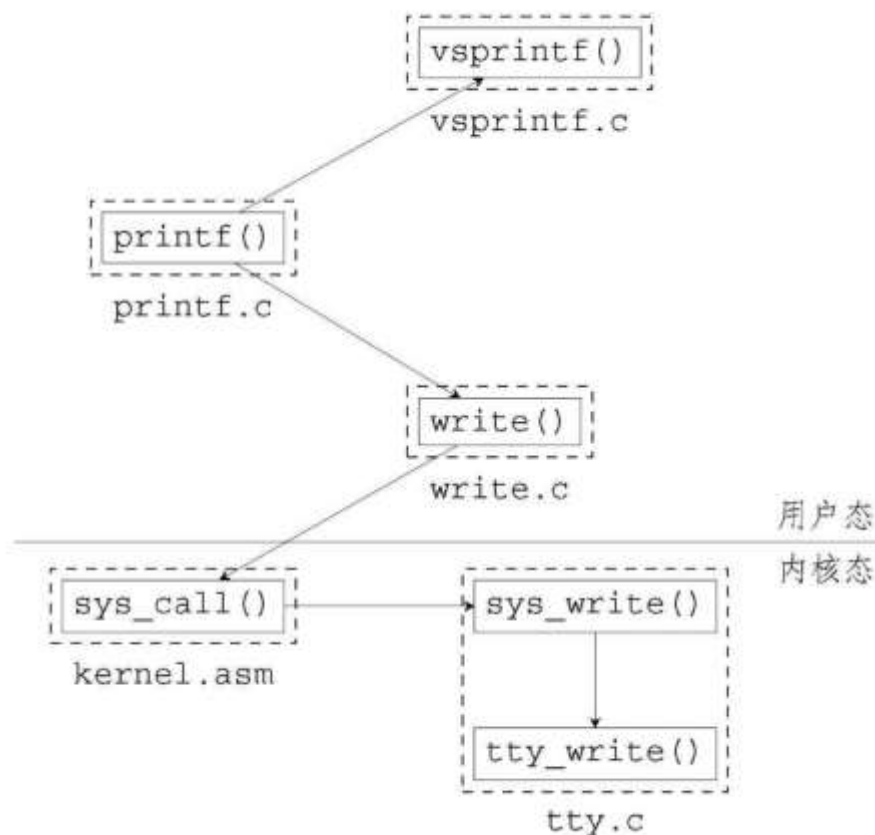 vsprintf()
vsprintf.c
printf()
printf.c
write()
write.c
用户态
内核态
sys_call()
sys_write()
kernel.asm
tty_write()
tty.c